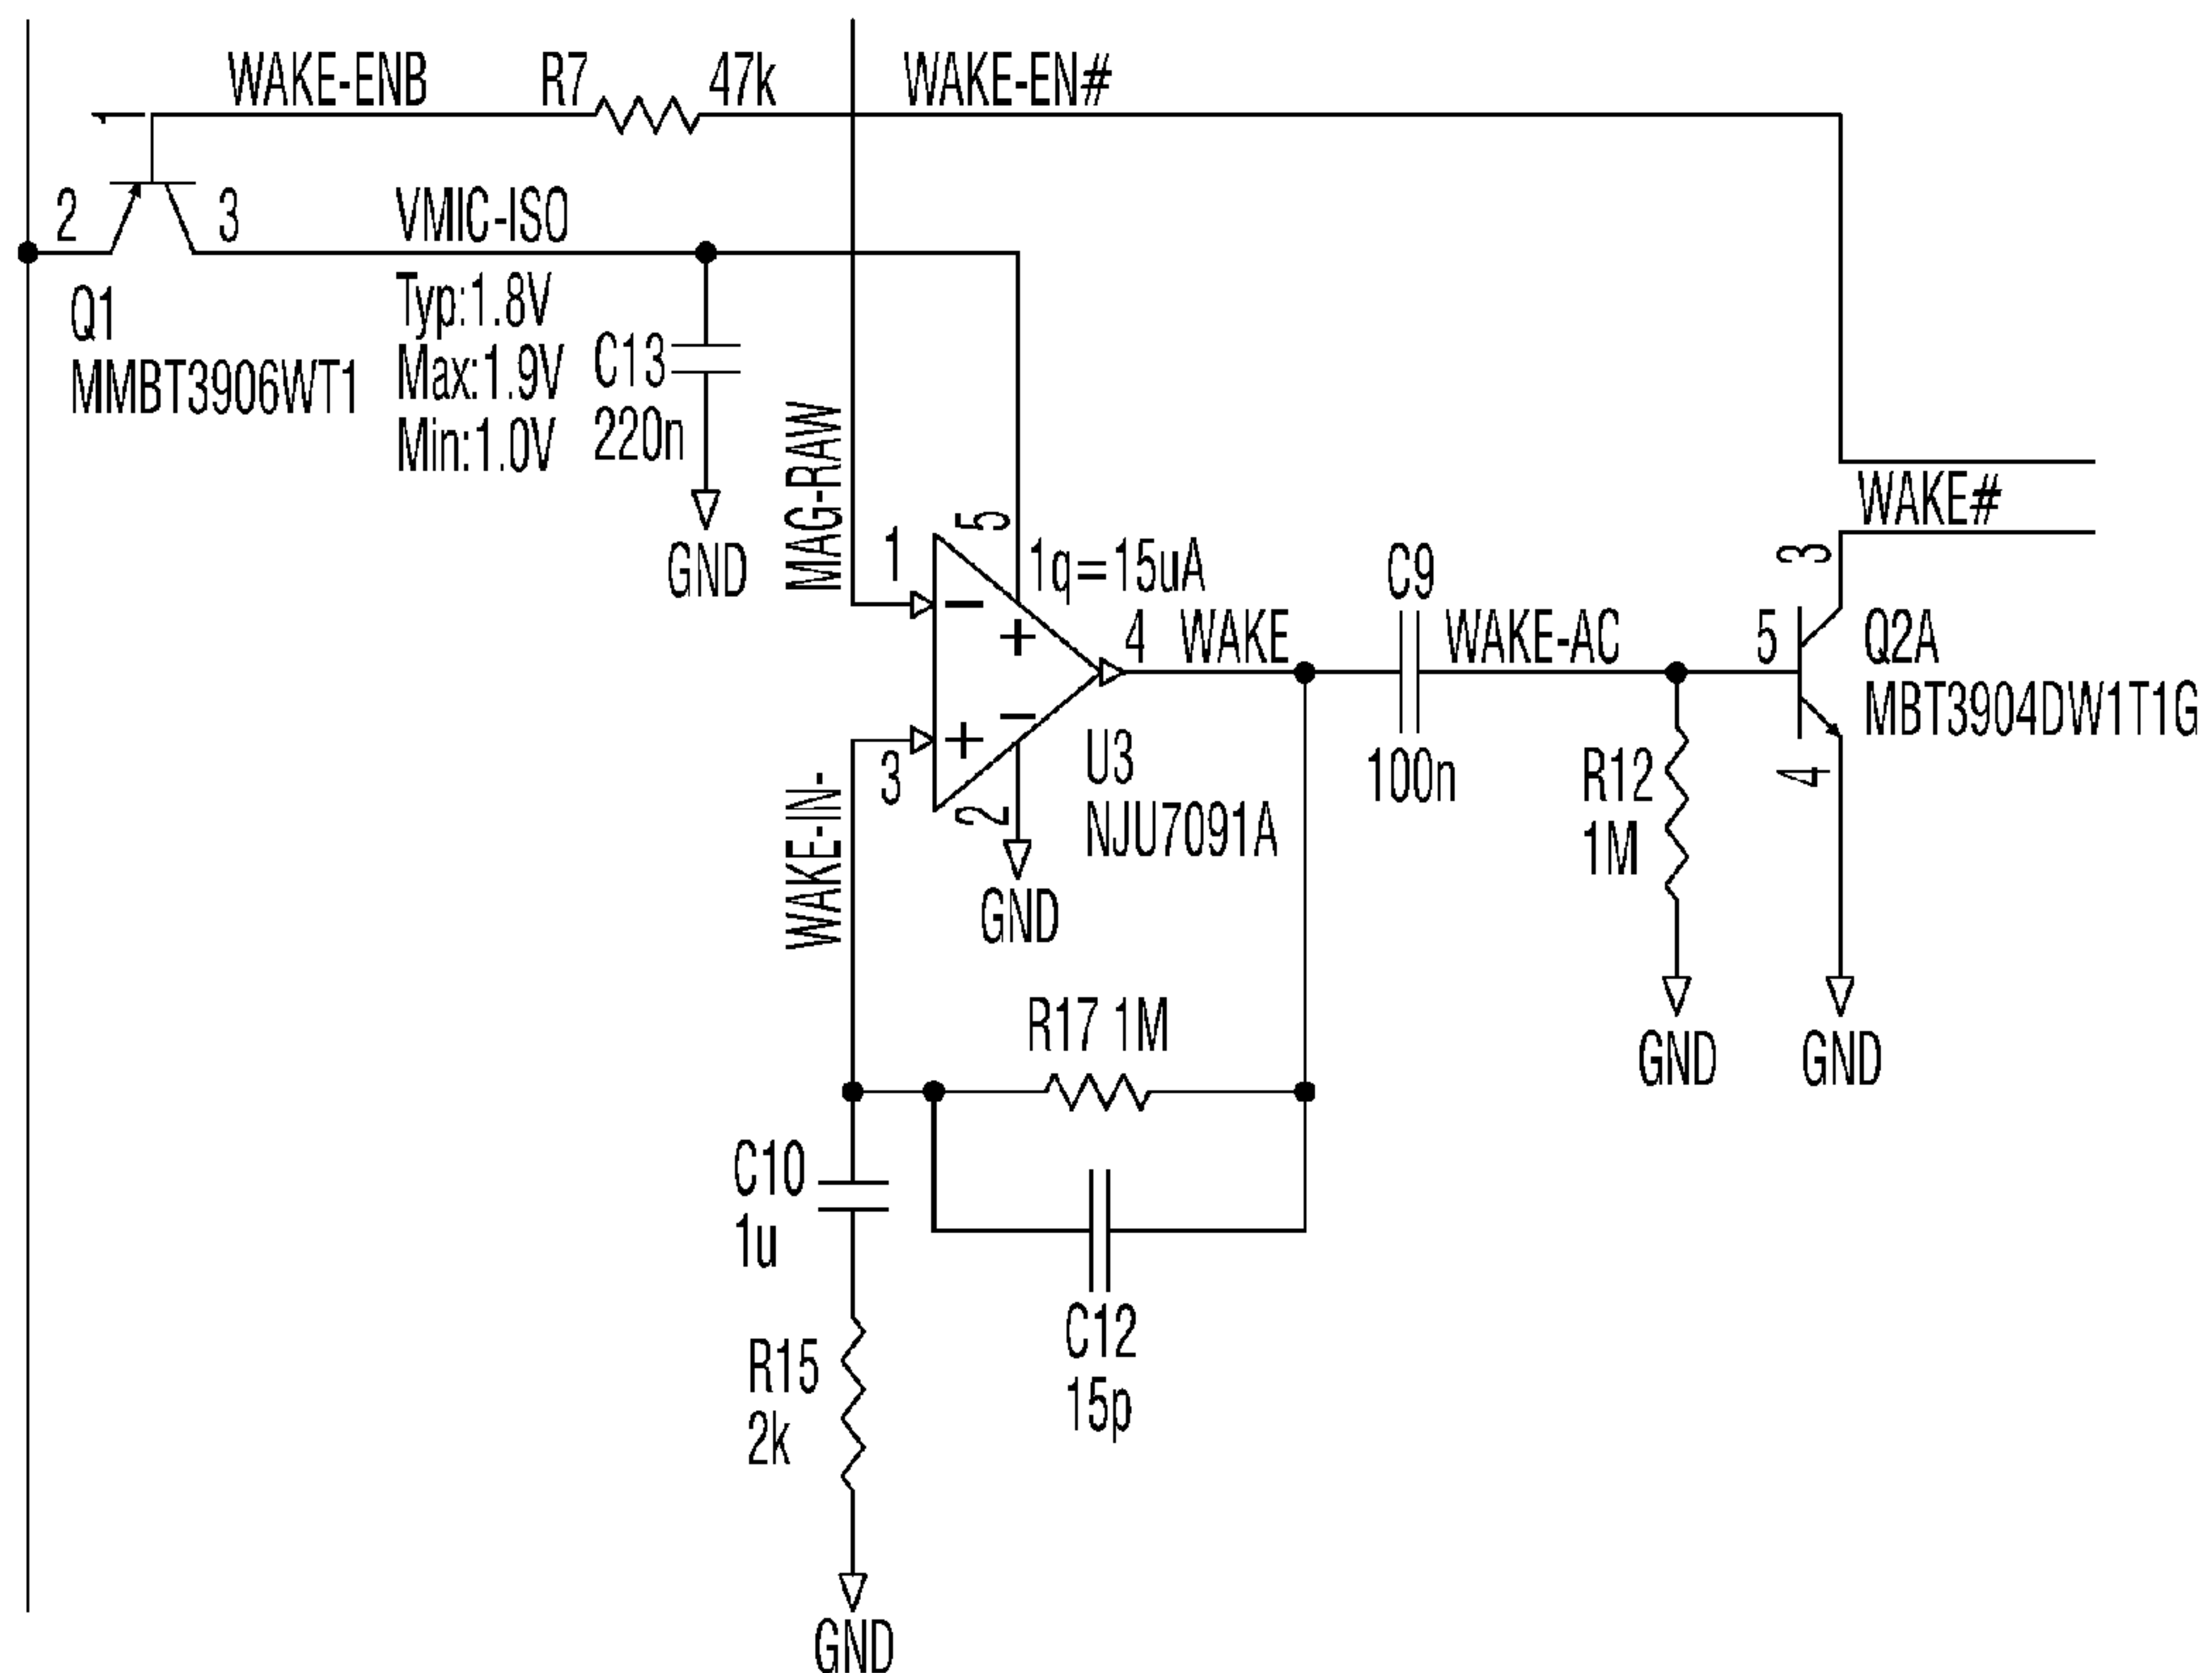 WAKE-ENB
R7
47k
WAKE-EN#
1
2
3
VMIC-ISO
Typ:1.8V
Max:1.9V
Min:1.0V
Q1
MMBT3906WT1
C13
220n
GND
MAG-RAW
WAKE#
1
5
1q=15uA
4
WAKE
C9
100n
WAKE-AC
3
5
Q2A
MBT3904DW1T1G
4
3
2
U3
NJU7091A
GND
WAKE-IN-
R12
1M
GND
GND
R17 1M
C10
1u
C12
15p
R15
2k
GND